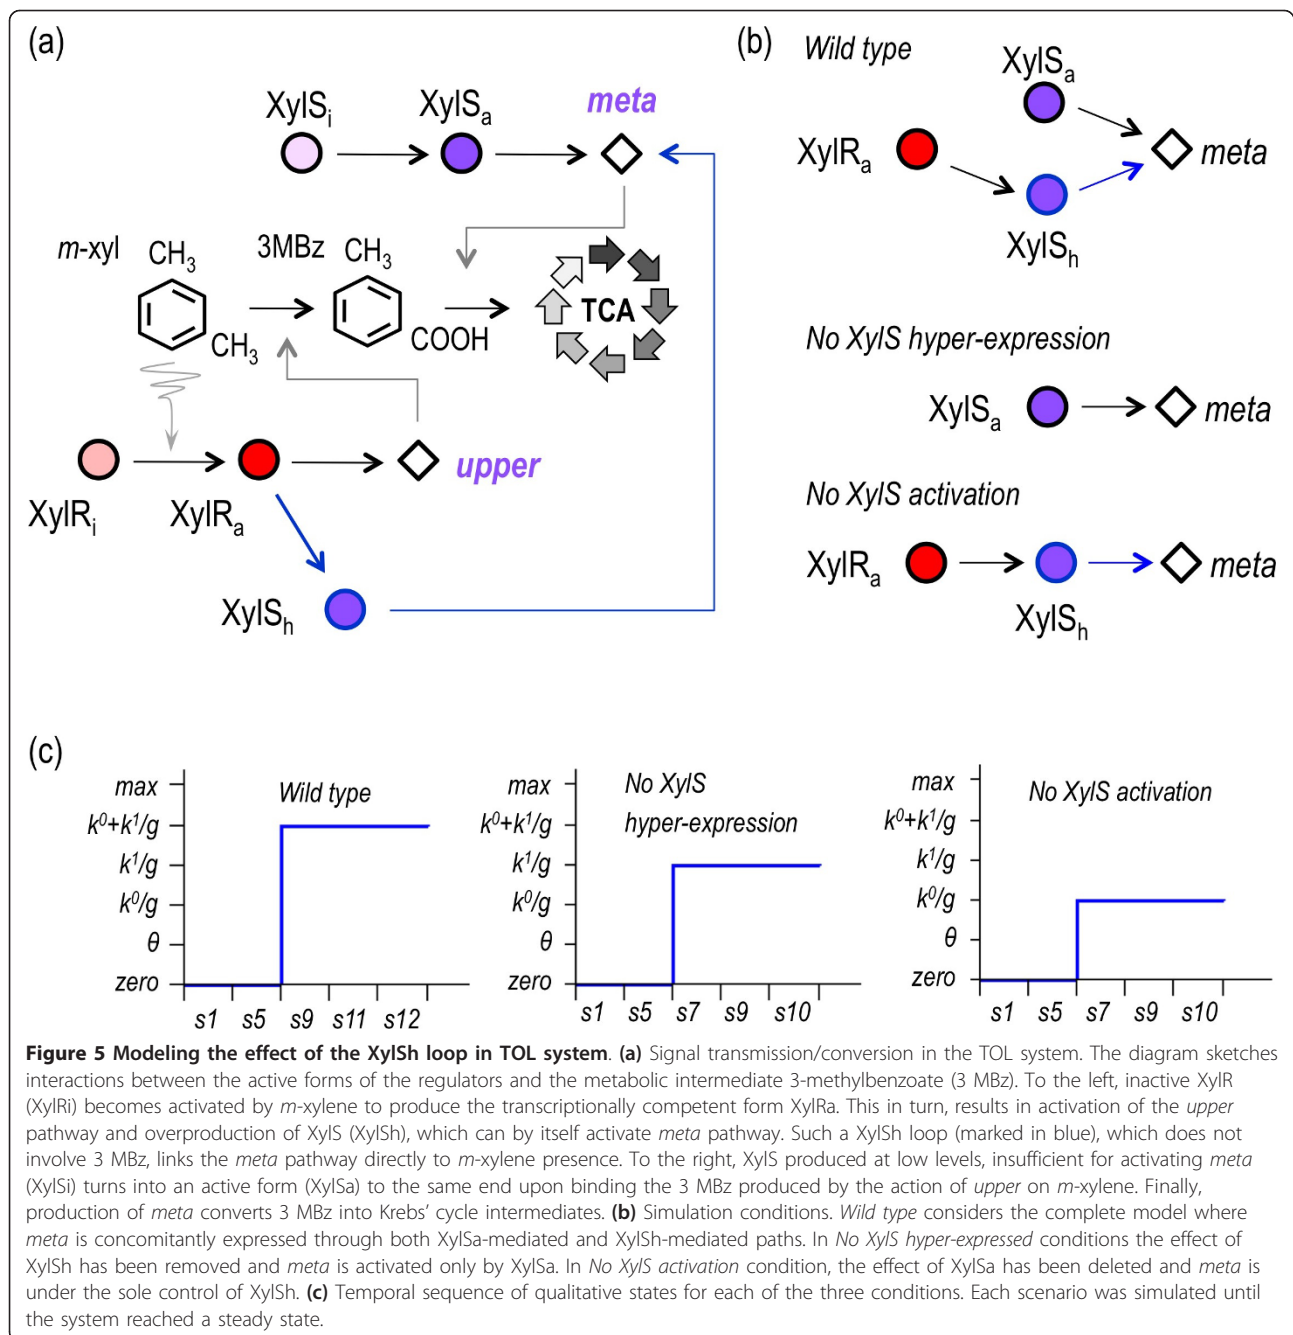 (a)
XylSi
XylSa
meta
m-xyl
CH3
3MBz
CH3
CH3
COOH
TCA
XylRi
XylRa
upper
XylSh
(b)
Wild type
XylSa
XylRa
meta
XylSh
No XylS hyper-expression
XylSa
meta
No XylS activation
XylRa
meta
XylSh
(c)
max
k⁰+k¹/g
k¹/g
k⁰/g
θ
zero
Wild type
s1 s5 s9 s11 s12
max
k⁰+k¹/g
k¹/g
k⁰/g
θ
zero
No XylS
hyper-expression
s1 s5 s7 s9 s10
max
k⁰+k¹/g
k¹/g
k⁰/g
θ
zero
No XylS activation
s1 s5 s7 s9 s10
Figure 5 Modeling the effect of the XylSh loop in TOL system. (a) Signal transmission/conversion in the TOL system. The diagram sketches
interactions between the active forms of the regulators and the metabolic intermediate 3-methylbenzoate (3 MBz). To the left, inactive XylR
(XylRi) becomes activated by m-xylene to produce the transcriptionally competent form XylRa. This in turn, results in activation of the upper
pathway and overproduction of XylS (XylSh), which can by itself activate meta pathway. Such a XylSh loop (marked in blue), which does not
involve 3 MBz, links the meta pathway directly to m-xylene presence. To the right, XylS produced at low levels, insufficient for activating meta
(XylSi) turns into an active form (XylSa) to the same end upon binding the 3 MBz produced by the action of upper on m-xylene. Finally,
production of meta converts 3 MBz into Krebs' cycle intermediates. (b) Simulation conditions. Wild type considers the complete model where
meta is concomitantly expressed through both XylSa-mediated and XylSh-mediated paths. In No XylS hyper-expressed conditions the effect of
XylSh has been removed and meta is activated only by XylSa. In No XylS activation condition, the effect of XylSa has been deleted and meta is
under the sole control of XylSh. (c) Temporal sequence of qualitative states for each of the three conditions. Each scenario was simulated until
the system reached a steady state.